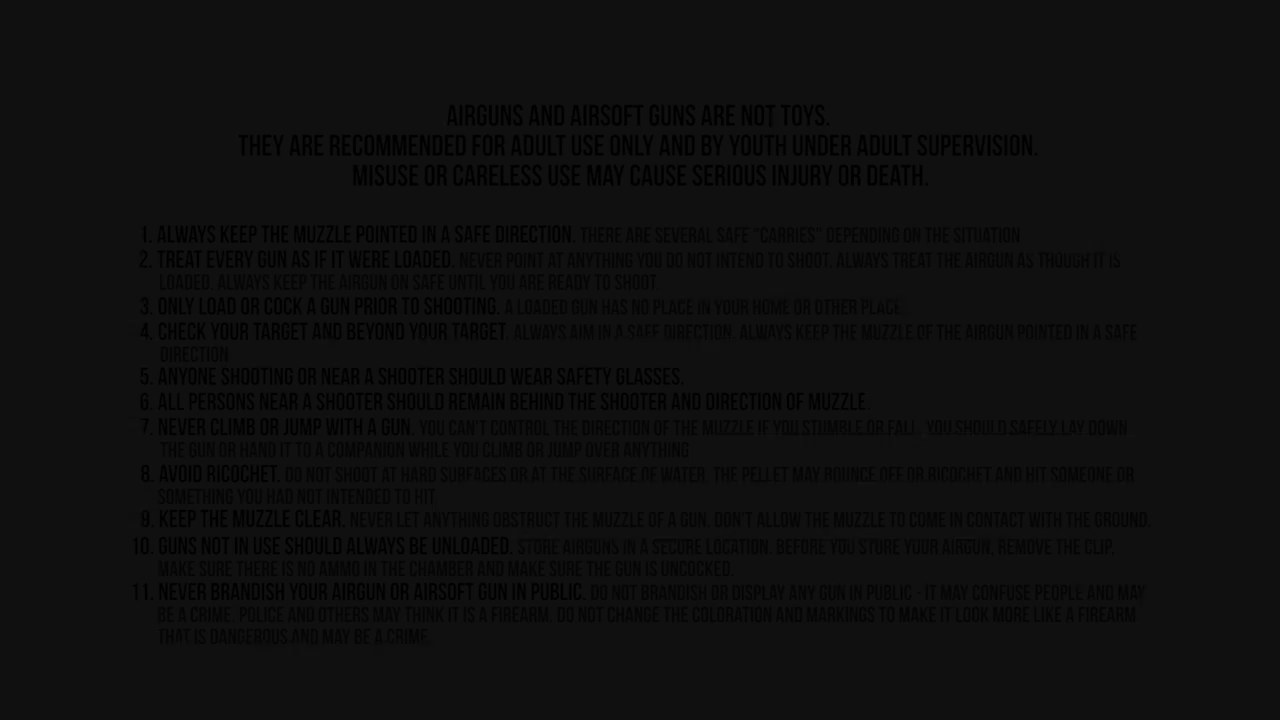 AIRGUNS AND AIRSOFT GUNS ARE NOT TOYS.
THEY ARE RECOMMENDED FOR ADULT USE ONLY AND BY YOUTH UNDER ADULT SUPERVISION.
MISUSE OR CARELESS USE MAY CAUSE SERIOUS INJURY OR DEATH.
1. ALWAYS KEEP THE MUZZLE POINTED IN A SAFE DIRECTION. THERE ARE SEVERAL SAFE "CARRIES" DEPENDING ON THE SITUATION
2. TREAT EVERY GUN AS IF IT WERE LOADED. NEVER POINT AT ANYTHING YOU DO NOT INTEND TO SHOOT. ALWAYS TREAT THE AIRGUN AS THOUGH IT IS
LOADED. ALWAYS KEEP THE AIRGUN ON SAFE UNTIL YOU ARE READY TO SHOOT.
3. ONLY LOAD OR COCK A GUN PRIOR TO SHOOTING. A LOADED GUN HAS NO PLACE IN YOUR HOME OR OTHER PLACE.
4. CHECK YOUR TARGET AND BEYOND YOUR TARGET. ALWAYS AIM IN A SAFE DIRECTION. ALWAYS KEEP THE MUZZLE OF THE AIRGUN POINTED IN A SAFE
DIRECTION
5. ANYONE SHOOTING OR NEAR A SHOOTER SHOULD WEAR SAFETY GLASSES.
6. ALL PERSONS NEAR A SHOOTER SHOULD REMAIN BEHIND THE SHOOTER AND DIRECTION OF MUZZLE.
7. NEVER CLIMB OR JUMP WITH A GUN. YOU CAN'T CONTROL THE DIRECTION OF THE MUZZLE IF YOU STUMBLE OR FALL. YOU SHOULD SAFELY LAY DOWN
THE GUN OR HAND IT TO A COMPANION WHILE YOU CLIMB OR JUMP OVER ANYTHING
8. AVOID RICOCHET. DO NOT SHOOT AT HARD SURFACES OR AT THE SURFACE OF WATER. THE PELLET MAY BOUNCE OFF OR RICOCHET AND HIT SOMEONE OR
SOMETHING YOU HAD NOT INTENDED TO HIT
9. KEEP THE MUZZLE CLEAR. NEVER LET ANYTHING OBSTRUCT THE MUZZLE OF A GUN. DON'T ALLOW THE MUZZLE TO COME IN CONTACT WITH THE GROUND.
10. GUNS NOT IN USE SHOULD ALWAYS BE UNLOADED. STORE AIRGUNS IN A SECURE LOCATION. BEFORE YOU STORE YOUR AIRGUN, REMOVE THE CLIP,
MAKE SURE THERE IS NO AMMO IN THE CHAMBER AND MAKE SURE THE GUN IS UNCOCKED.
11. NEVER BRANDISH YOUR AIRGUN OR AIRSOFT GUN IN PUBLIC. DO NOT BRANDISH OR DISPLAY ANY GUN IN PUBLIC - IT MAY CONFUSE PEOPLE AND MAY
BE A CRIME. POLICE AND OTHERS MAY THINK IT IS A FIREARM. DO NOT CHANGE THE COLORATION AND MARKINGS TO MAKE IT LOOK MORE LIKE A FIREARM.
THAT IS DANGEROUS AND MAY BE A CRIME.